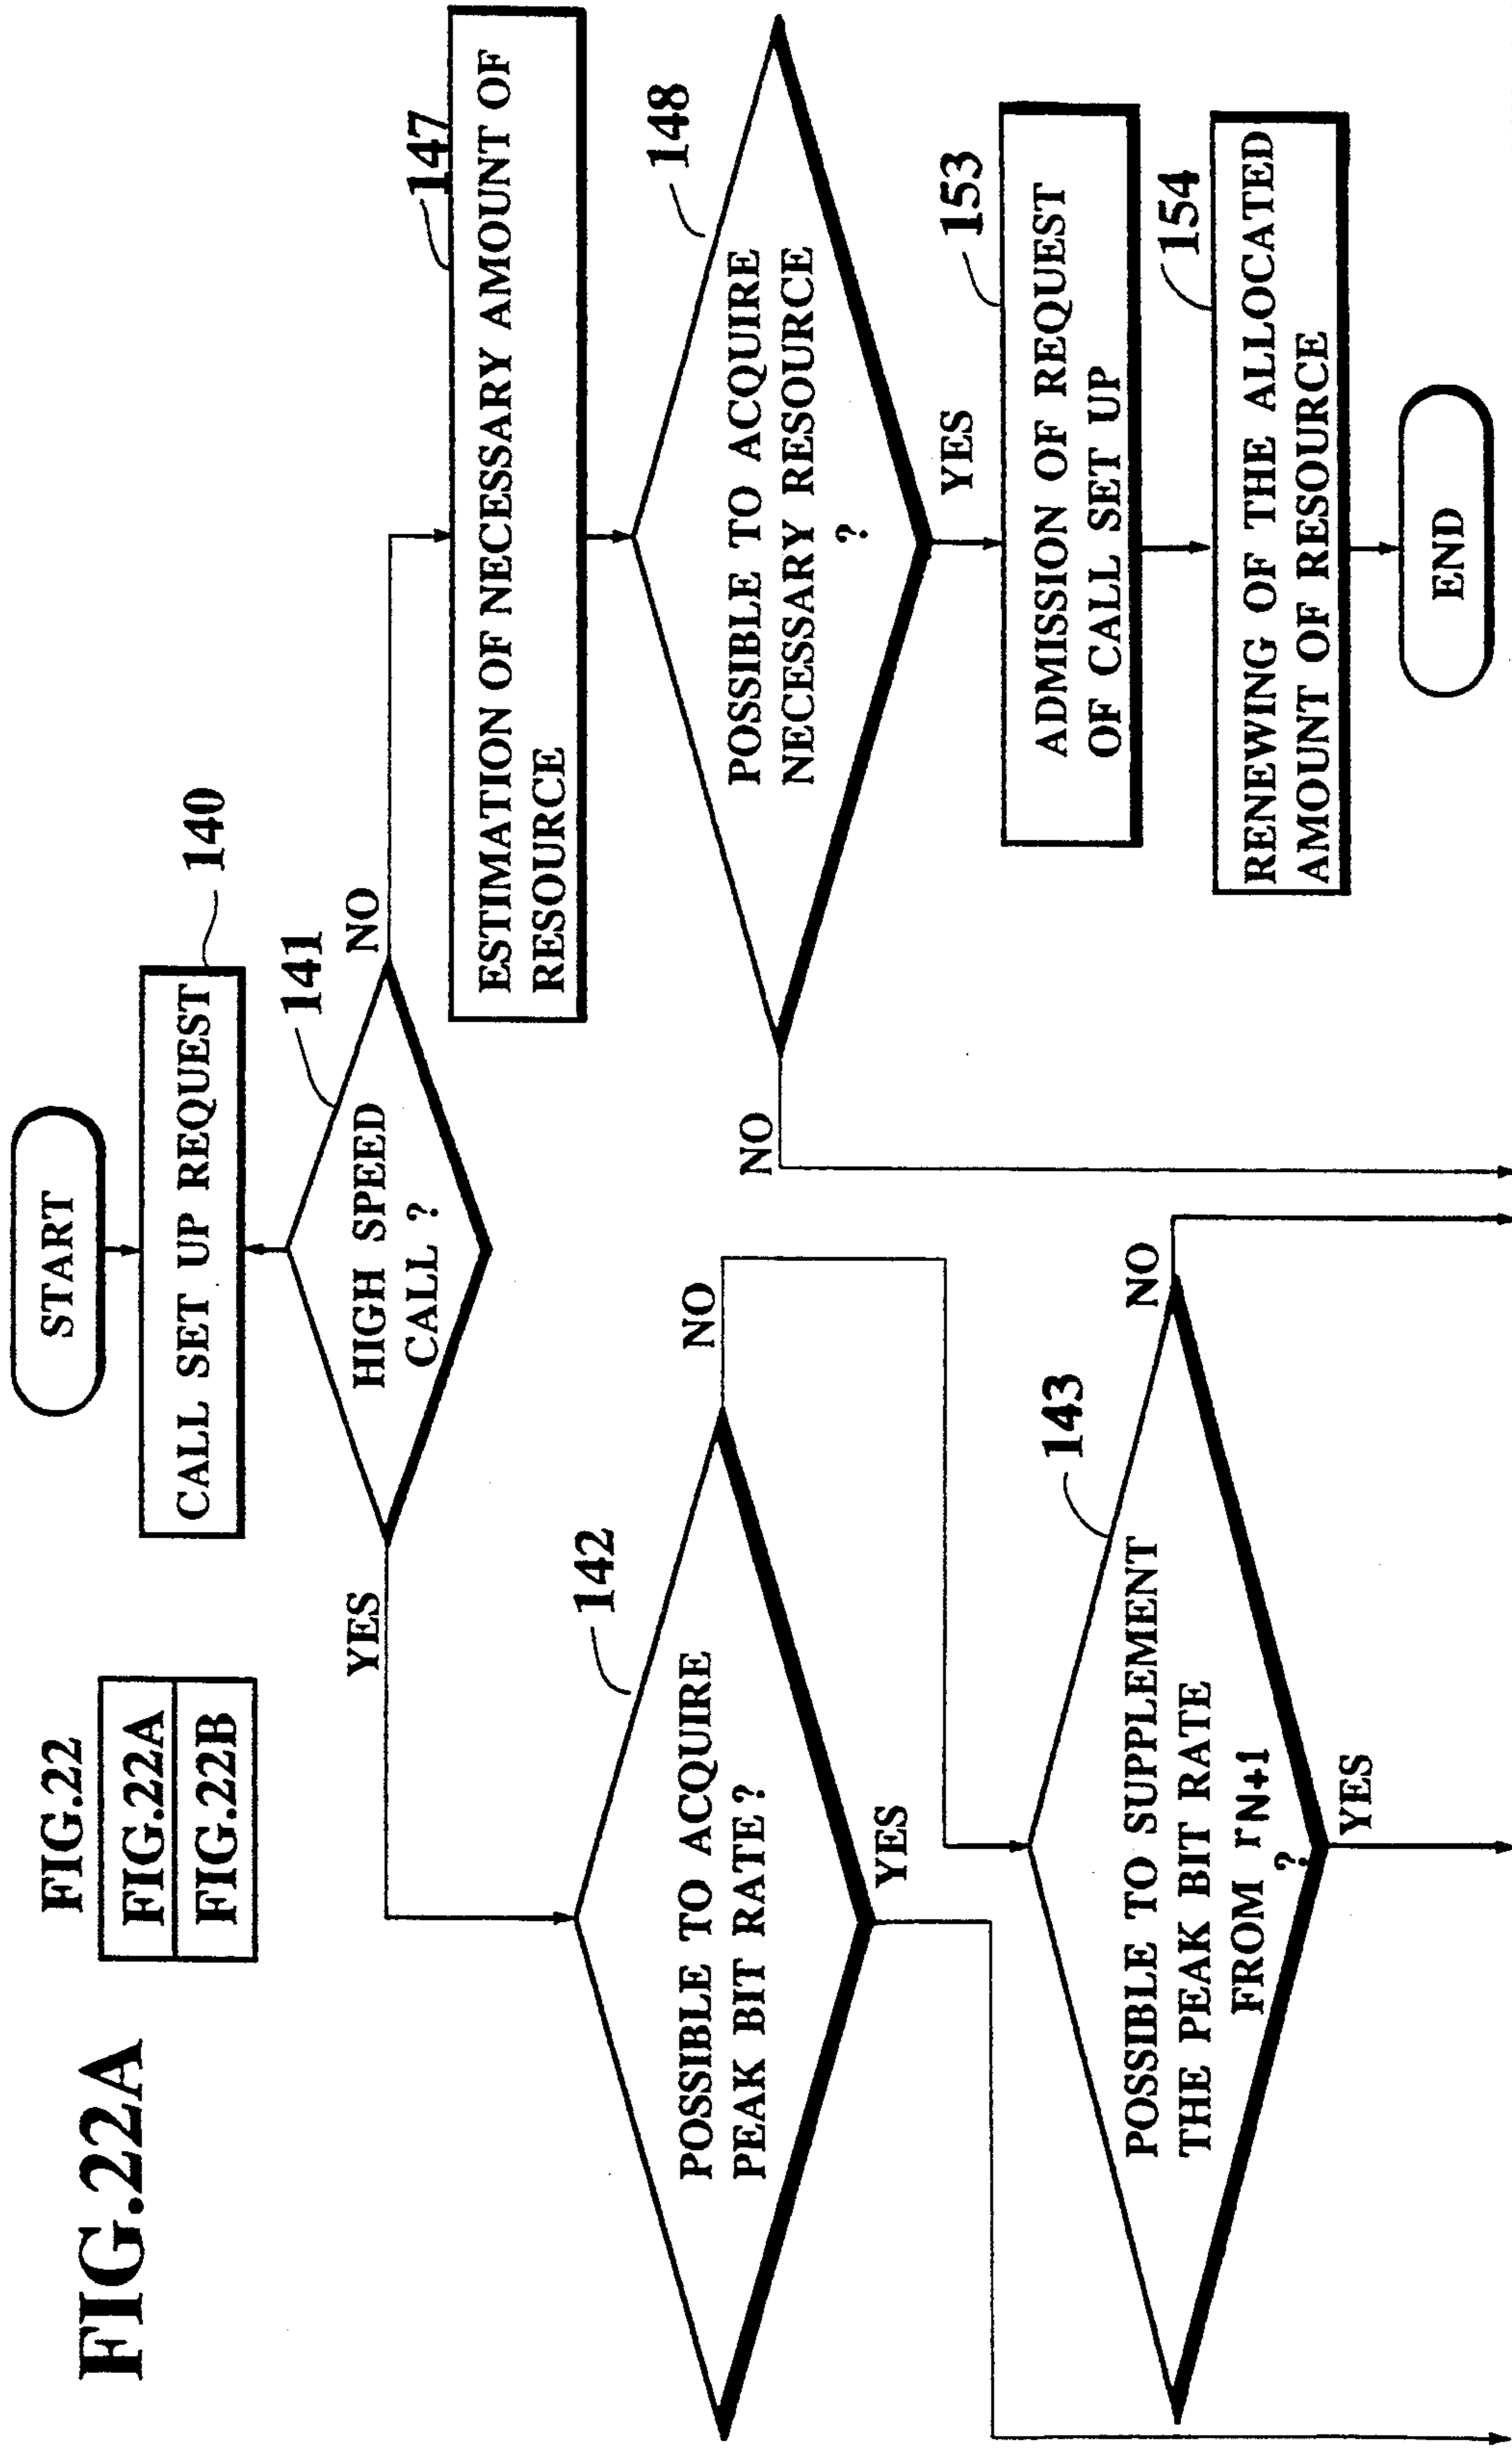 FIG.22A
FIG.22
FIG.22A
FIG.22B
START
CALL SET UP REQUEST
140
141
HIGH SPEED
CALL ?
YES
NO
142
POSSIBLE TO ACQUIRE
PEAK BIT RATE?
NO
YES
143
POSSIBLE TO SUPPLEMENT
THE PEAK BIT RATE
FROM rN+1
?
NO
YES
147
ESTIMATION OF NECESSARY AMOUNT OF
RESOURCE
148
POSSIBLE TO ACQUIRE
NECESSARY RESOURCE
?
NO
YES
153
ADMISSION OF REQUEST
OF CALL SET UP
154
RENEWING OF THE ALLOCATED
AMOUNT OF RESOURCE
END